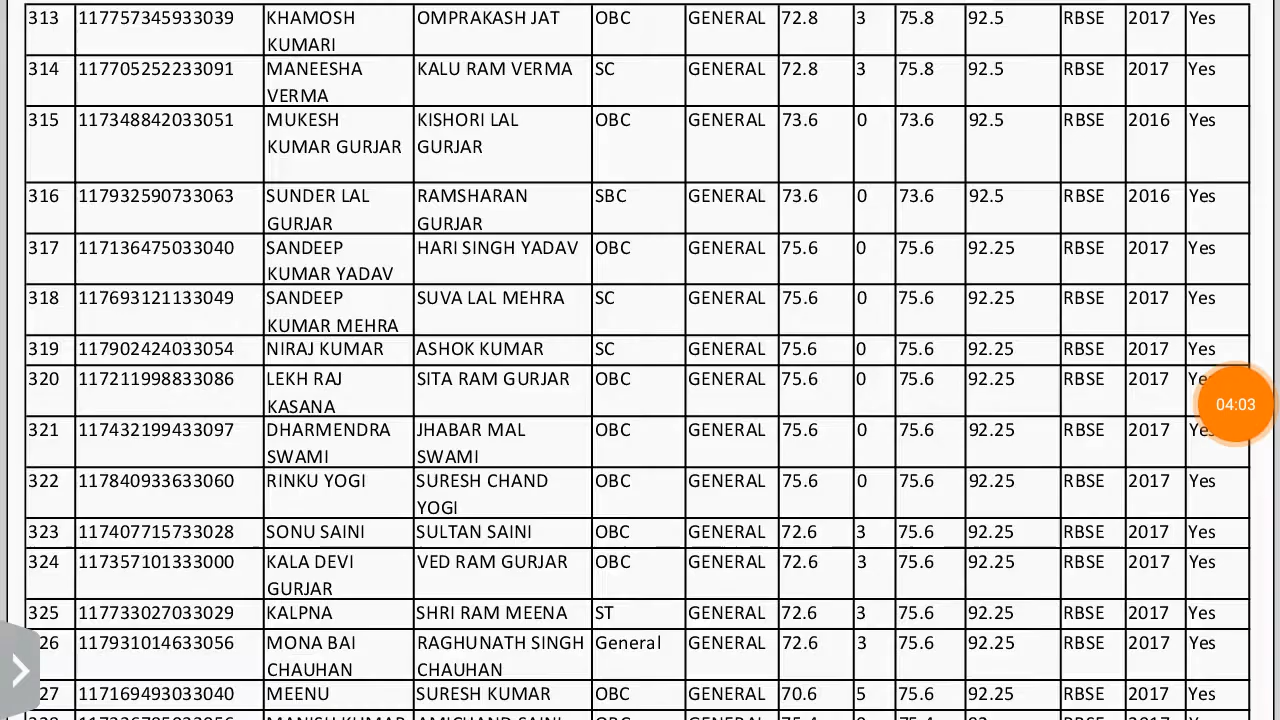 313 117757345933039 KHAMOSH OMPRAKASH JAT OBC GENERAL 72.8 3 75.8 92.5 RBSE 2017 Yes
KUMARI
314 117705252233091 MANEESHA KALU RAM VERMA SC GENERAL 72.8 3 75.8 92.5 RBSE 2017 Yes
VERMA
315 117348842033051 MUKESH KISHORI LAL OBC GENERAL 73.6 0 73.6 92.5 RBSE 2016 Yes
KUMAR GURJAR GURJAR
316 117932590733063 SUNDER LAL RAMSHARAN SBC GENERAL 73.6 0 73.6 92.5 RBSE 2016 Yes
GURJAR GURJAR
317 117136475033040 SANDEEP HARI SINGH YADAV OBC GENERAL 75.6 0 75.6 92.25 RBSE 2017 Yes
KUMAR YADAV
318 117693121133049 SANDEEP SUVA LAL MEHRA SC GENERAL 75.6 0 75.6 92.25 RBSE 2017 Yes
KUMAR MEHRA
319 117902424033054 NIRAJ KUMAR ASHOK KUMAR SC GENERAL 75.6 0 75.6 92.25 RBSE 2017 Yes
320 117211998833086 LEKH RAJ SITA RAM GURJAR OBC GENERAL 75.6 0 75.6 92.25 RBSE 2017 Yes
KASANA
04:03
321 117432199433097 DHARMENDRA JHABAR MAL OBC GENERAL 75.6 0 75.6 92.25 RBSE 2017 Yes
SWAMI SWAMI
322 117840933633060 RINKU YOGI SURESH CHAND OBC GENERAL 75.6 0 75.6 92.25 RBSE 2017 Yes
YOGI
323 117407715733028 SONU SAINI SULTAN SAINI OBC GENERAL 72.6 3 75.6 92.25 RBSE 2017 Yes
324 117357101333000 KALA DEVI VED RAM GURJAR OBC GENERAL 72.6 3 75.6 92.25 RBSE 2017 Yes
GURJAR
325 117733027033029 KALPNA SHRI RAM MEENA ST GENERAL 72.6 3 75.6 92.25 RBSE 2017 Yes
26 117931014633056 MONA BAI RAGHUNATH SINGH General GENERAL 72.6 3 75.6 92.25 RBSE 2017 Yes
CHAUHAN CHAUHAN
27 117169493033040 MEENU SURESH KUMAR OBC GENERAL 70.6 5 75.6 92.25 RBSE 2017 Yes